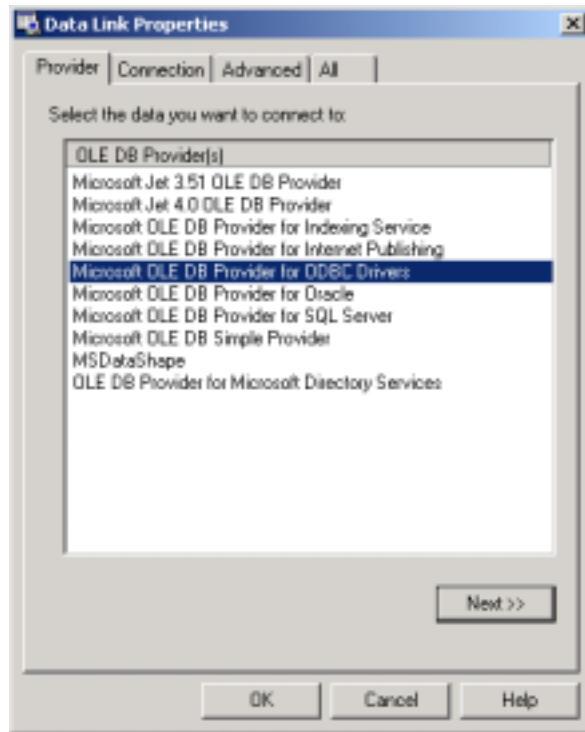 Data Link Properties
Provider Connection Advanced All
Select the data you want to connect to:
OLE DB Provider(s)
Microsoft Jet 3.51 OLE DB Provider
Microsoft Jet 4.0 OLE DB Provider
Microsoft OLE DB Provider for Indexing Service
Microsoft OLE DB Provider for Internet Publishing
Microsoft OLE DB Provider for ODBC Drivers
Microsoft OLE DB Provider for Oracle
Microsoft OLE DB Provider for SQL Server
Microsoft OLE DB Simple Provider
MSDataShape
OLE DB Provider for Microsoft Directory Services
Next >>
OK Cancel Help